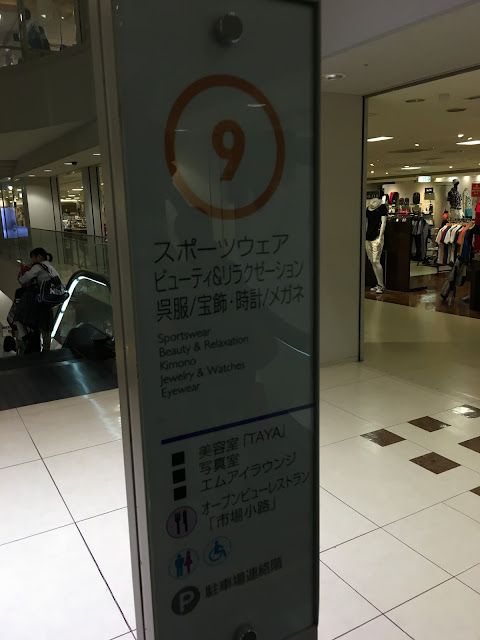 9
スポーツウェア
ビューティ&リラクゼーション
呉服/宝飾・時計/メガネ
Sportswear
Beauty & Relaxation
Kimono
Jewelry & Watches
Eyewear
美容室「TAYA」
写真室
エムアイラウンジ
オープンビューレストラン
「市場小路」
P 駐車場連絡階